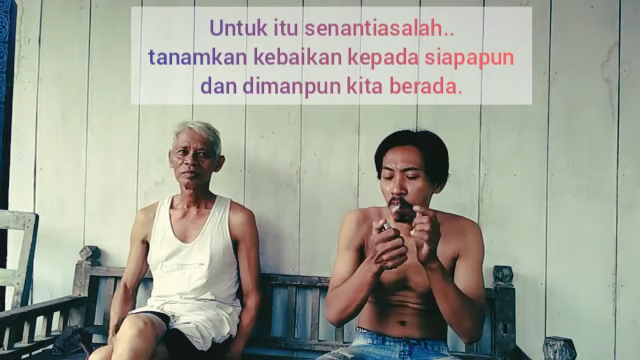 Untuk itu senantiasalah..
tanamkan kebaikan kepada siapapun
dan dimanpun kita berada.